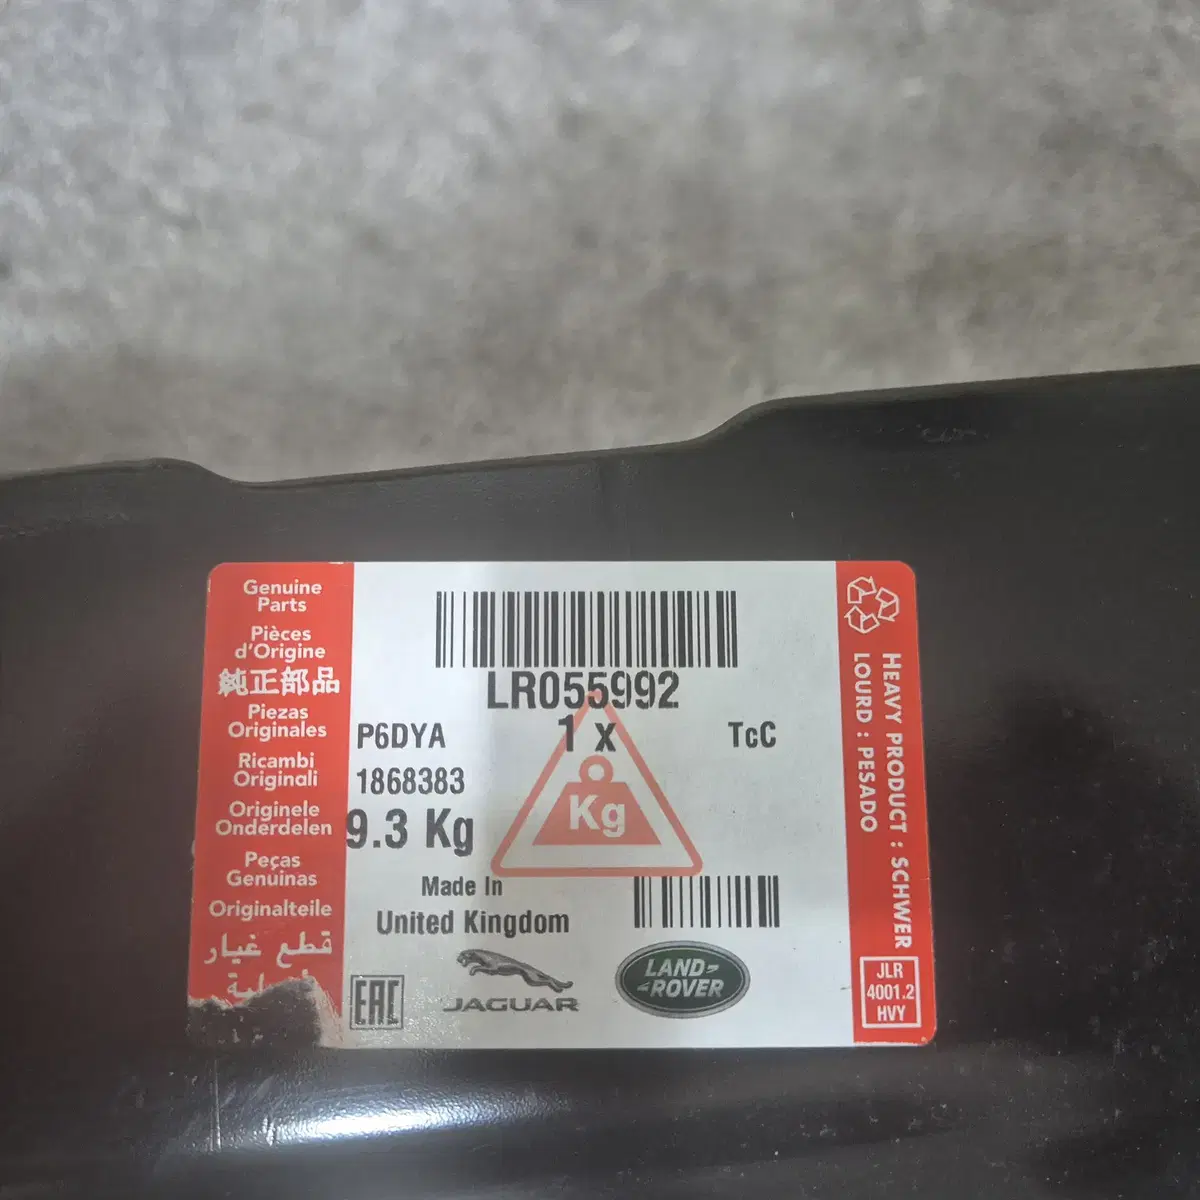 Genuine
Parts
Pièces
d'Origine
純正部品
Piezas
Originales
Ricambi
Originali
Originele
Onderdelen
Peças
Genuinas
Originalteile
قطع غيار
LR055992
P6DYA
1 x
TcC
1868383
9.3 Kg
Kg
Made In
United Kingdom
EAC
JAGUAR
LAND-
-ROVER
HEAVY PRODUCT : SCHWER
LOURD : PESADO
JLR
4001.2
HVY